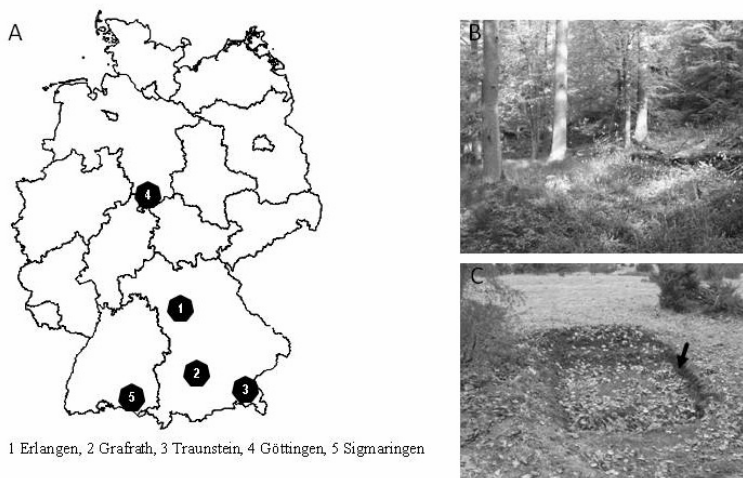 A
B
4
C
1
2
3
5
1 Erlangen, 2 Grafrath, 3 Traunstein, 4 Göttingen, 5 Sigmaringen